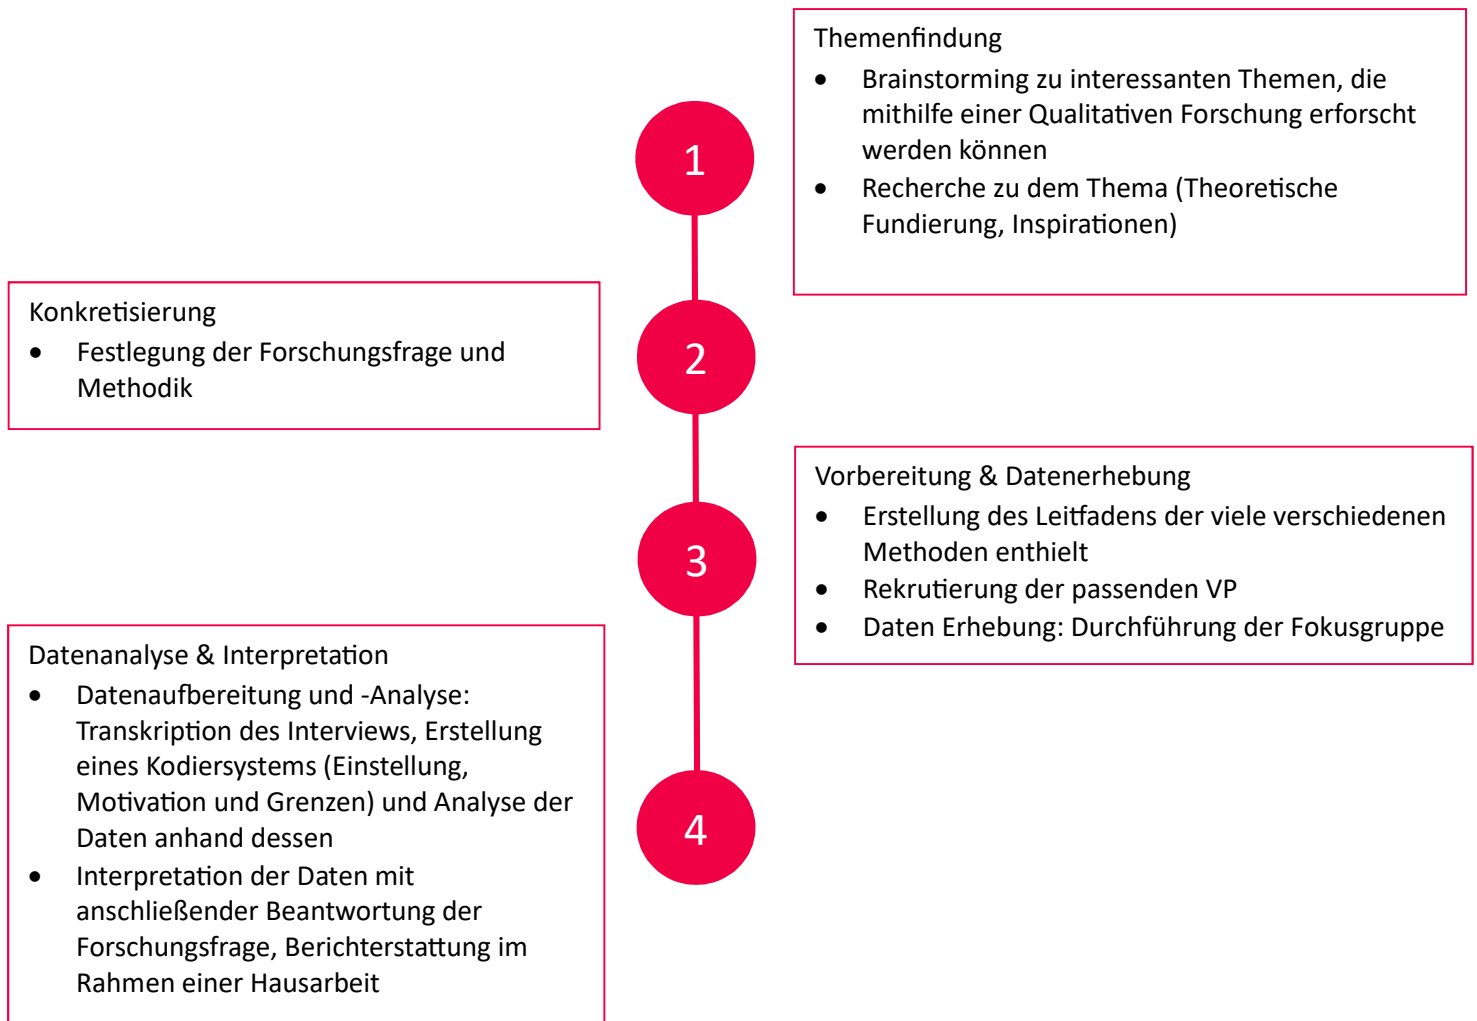 Themenfindung
• Brainstorming zu interessanten Themen, die
mithilfe einer Qualitativen Forschung erforscht
werden können
• Recherche zu dem Thema (Theoretische
Fundierung, Inspirationen)
1
Konkretisierung
• Festlegung der Forschungsfrage und
Methodik
2
Vorbereitung & Datenerhebung
• Erstellung des Leitfadens der viele verschiedenen
Methoden enthielt
• Rekrutierung der passenden VP
• Daten Erhebung: Durchführung der Fokusgruppe
3
Datenanalyse & Interpretation
• Datenaufbereitung und -Analyse:
Transkription des Interviews, Erstellung
eines Kodiersystems (Einstellung,
Motivation und Grenzen) und Analyse der
Daten anhand dessen
• Interpretation der Daten mit
anschließender Beantwortung der
Forschungsfrage, Berichterstattung im
Rahmen einer Hausarbeit
4